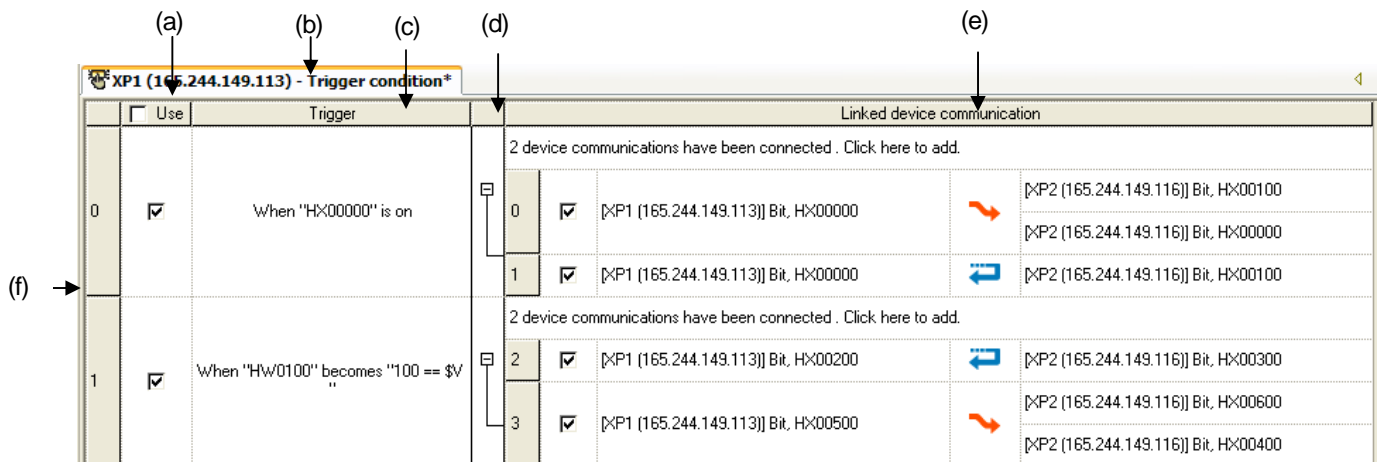 (a) (b) (c) (d) (e)
XP1 (165.244.149.113) - Trigger condition*
Use Trigger Linked device communication
2 device communications have been connected . Click here to add.
0 When "HX00000" is on
0 [XP1 (165.244.149.113)] Bit, HX00000
[XP2 (165.244.149.116)] Bit, HX00100
[XP2 (165.244.149.116)] Bit, HX00000
1 [XP1 (165.244.149.113)] Bit, HX00000 [XP2 (165.244.149.116)] Bit, HX00100
(f)
2 device communications have been connected . Click here to add.
1 When "HW0100" becomes "100 == $V
"
2 [XP1 (165.244.149.113)] Bit, HX00200 [XP2 (165.244.149.116)] Bit, HX00300
3 [XP1 (165.244.149.113)] Bit, HX00500
[XP2 (165.244.149.116)] Bit, HX00600
[XP2 (165.244.149.116)] Bit, HX00400